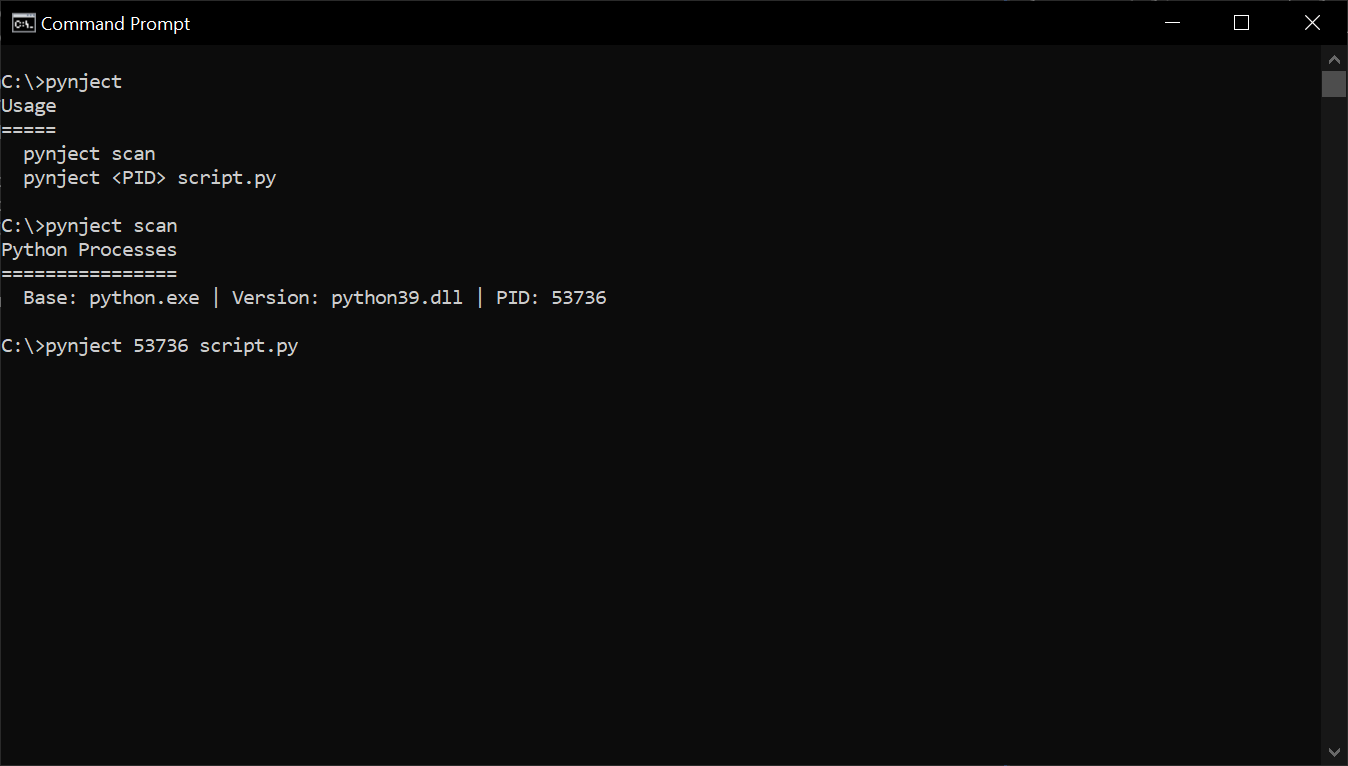 Command Prompt
C:\>pynject
Usage
=====
  pynject scan
  pynject <PID> script.py
C:\>pynject scan
Python Processes
================
  Base: python.exe | Version: python39.dll | PID: 53736
C:\>pynject 53736 script.py